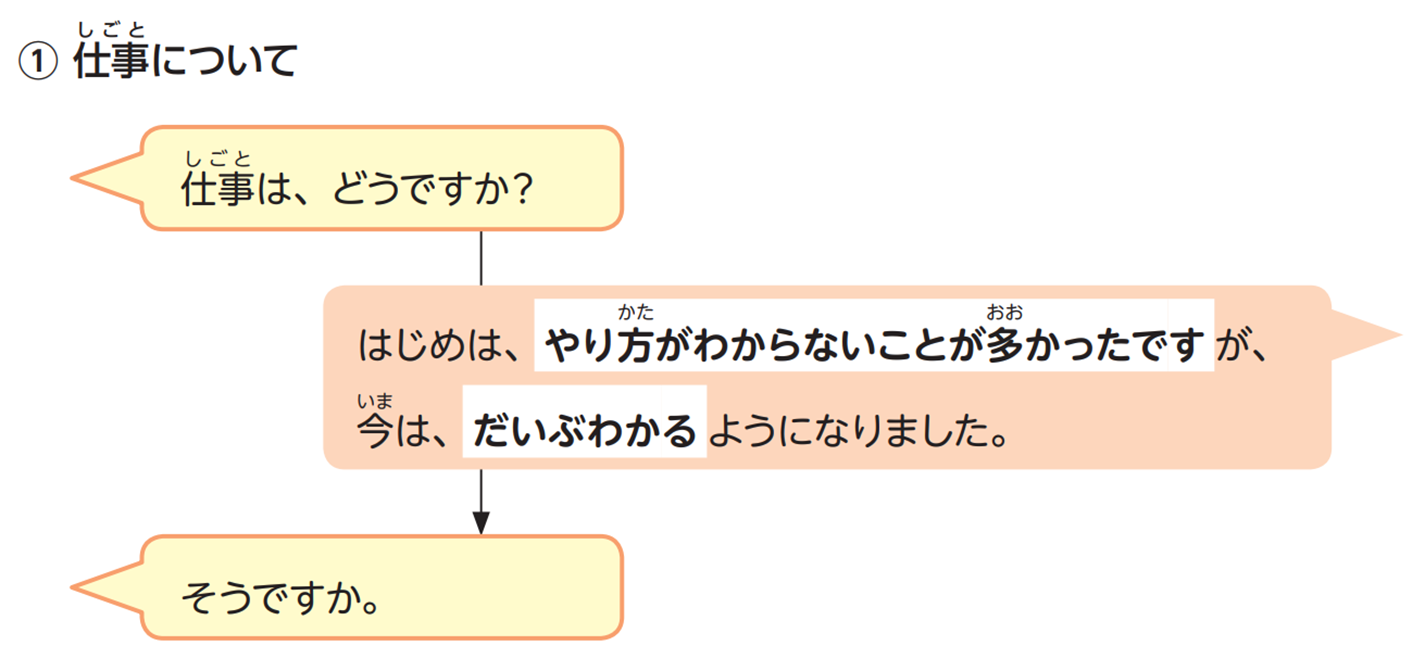 ① 仕事について
しごと
仕事は、どうですか?
しごと
はじめは、やり方がわからないことが多かったですが、
かた おお
今は、だいぶわかるようになりました。
いま
そうですか。